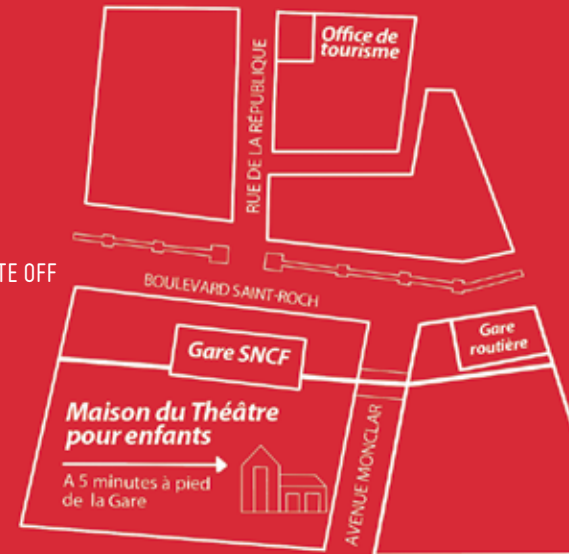 Office de
tourisme
RUE DE LA RÉPUBLIQUE
TE OFF
BOULEVARD SAINT-ROCH
Gare SNCF
Gare
routière
Maison du Théâtre
pour enfants
A 5 minutes à pied
de la Gare
AVENUE MONCLAR